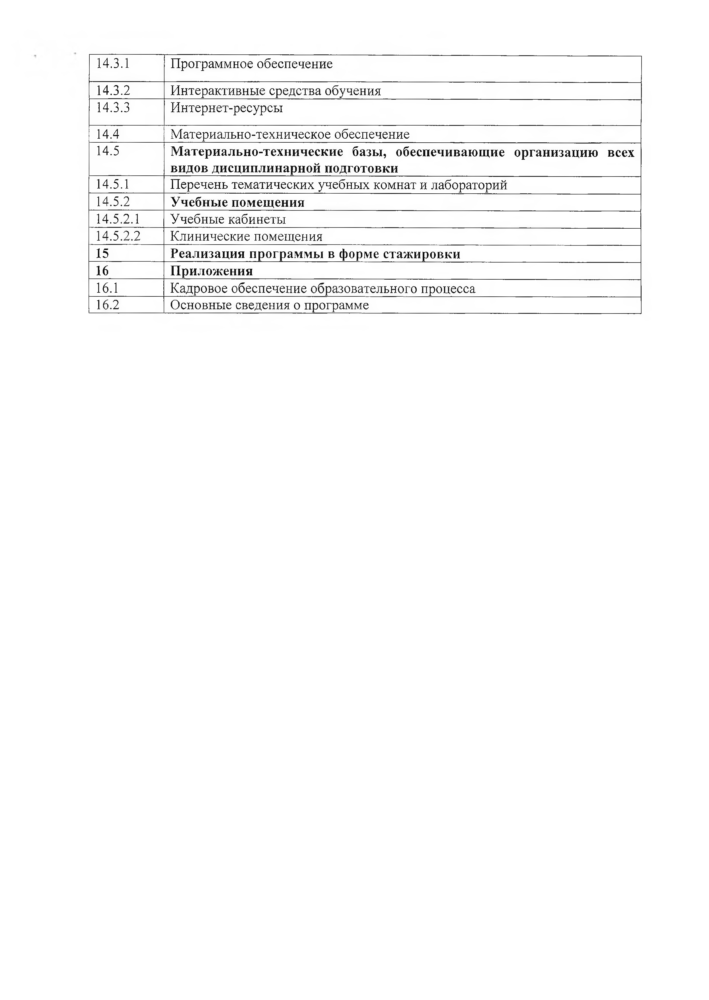 14.3.1 Программное обеспечение
14.3.2 Интерактивные средства обучения
14.3.3 Интернет-ресурсы
14.4 Материально-техническое обеспечение
14.5 Материально-технические базы, обеспечивающие организацию всех
видов дисциплинарной подготовки
14.5.1 Перечень тематических учебных комнат и лабораторий
14.5.2 Учебные помещения
14.5.2.1 Учебные кабинеты
14.5.2.2 Клинические помещения
15 Реализация программы в форме стажировки
16 Приложения
16.1 Кадровое обеспечение образовательного процесса
16.2 Основные сведения о программе